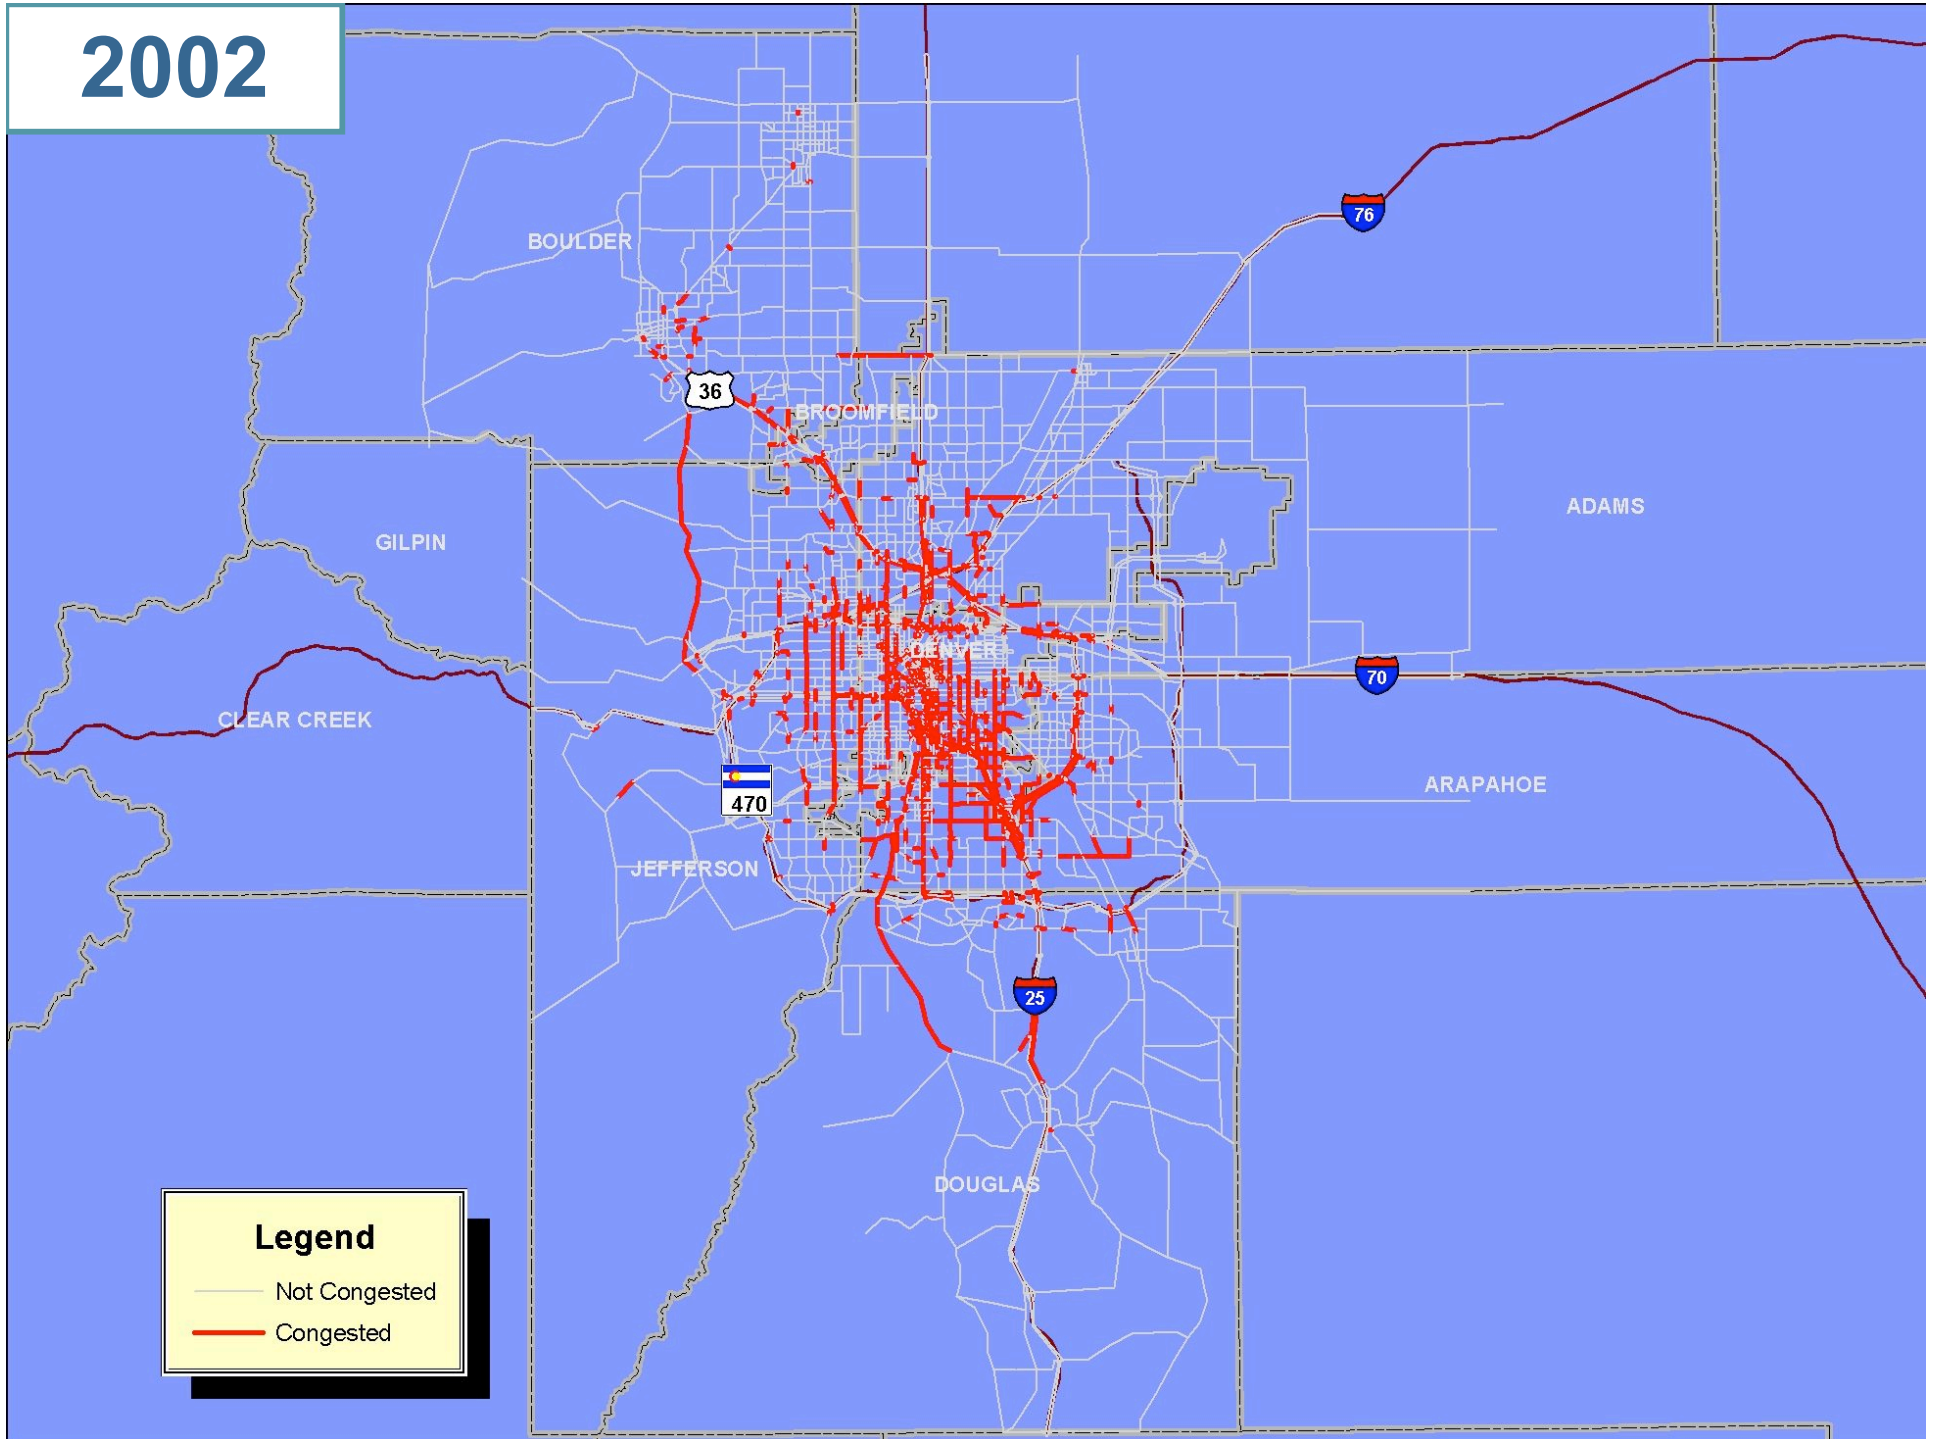 2002
76
BOULDER
36
BROOMFIELD
ADAMS
GILPIN
DENVER
70
CLEAR CREEK
470
ARAPAHOE
JEFFERSON
25
DOUGLAS
Legend
Not Congested
Congested